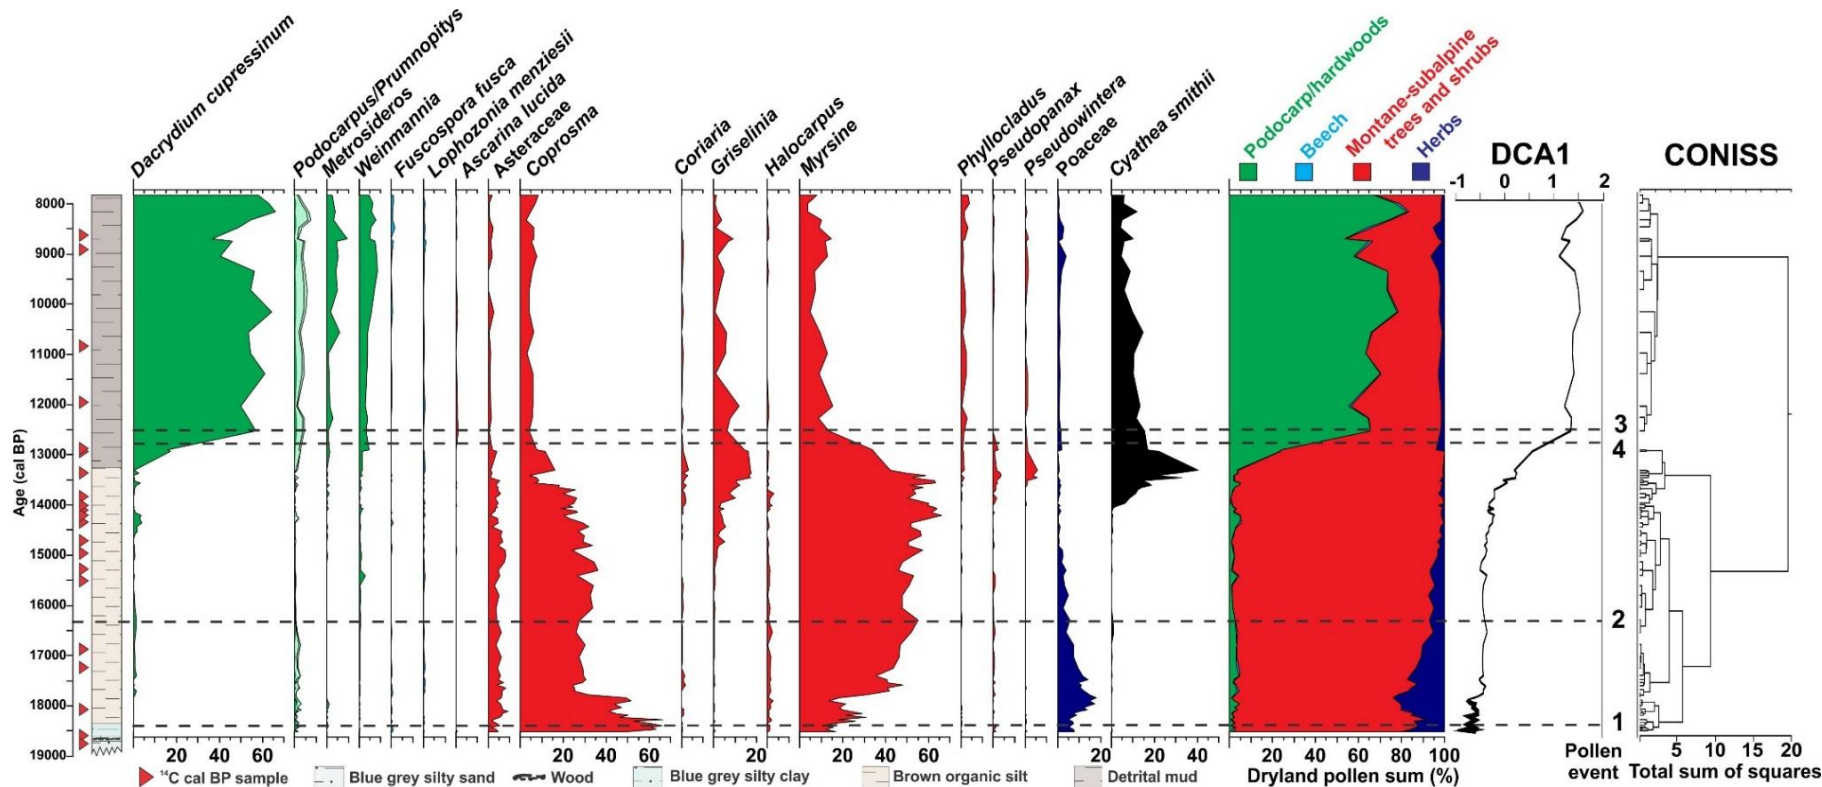 Dacrydium cupressinum
Podocarpus/Prumnopitys
Metrosideros
Weinmannia
Fuscospora fusca
Lophozonia menziesii
Ascarina lucida
Asteraceae
Coprosma
Coriaria
Griselinia
Halocarpus
Myrsine
Phyllocladus
Pseudopanax
Pseudowintera
Poaceae
Cyathea smithii
Podocarp/hardwoods
Beech
Montane-subalpine
trees and shrubs
Herbs
DCA1
CONISS
-1 0 1 2
Age (cal BP)
8000
9000
10000
11000
12000
13000
14000
15000
16000
17000
18000
19000
3
4
2
1
20 40 60
20 40 60
20
20 40 60
20
20 40
20 40 60 80 100
Dryland pollen sum (%)
Pollen
event
5 10 15 20
Total sum of squares
14C cal BP sample
Blue grey silty sand
Wood
Blue grey silty clay
Brown organic silt
Detrital mud